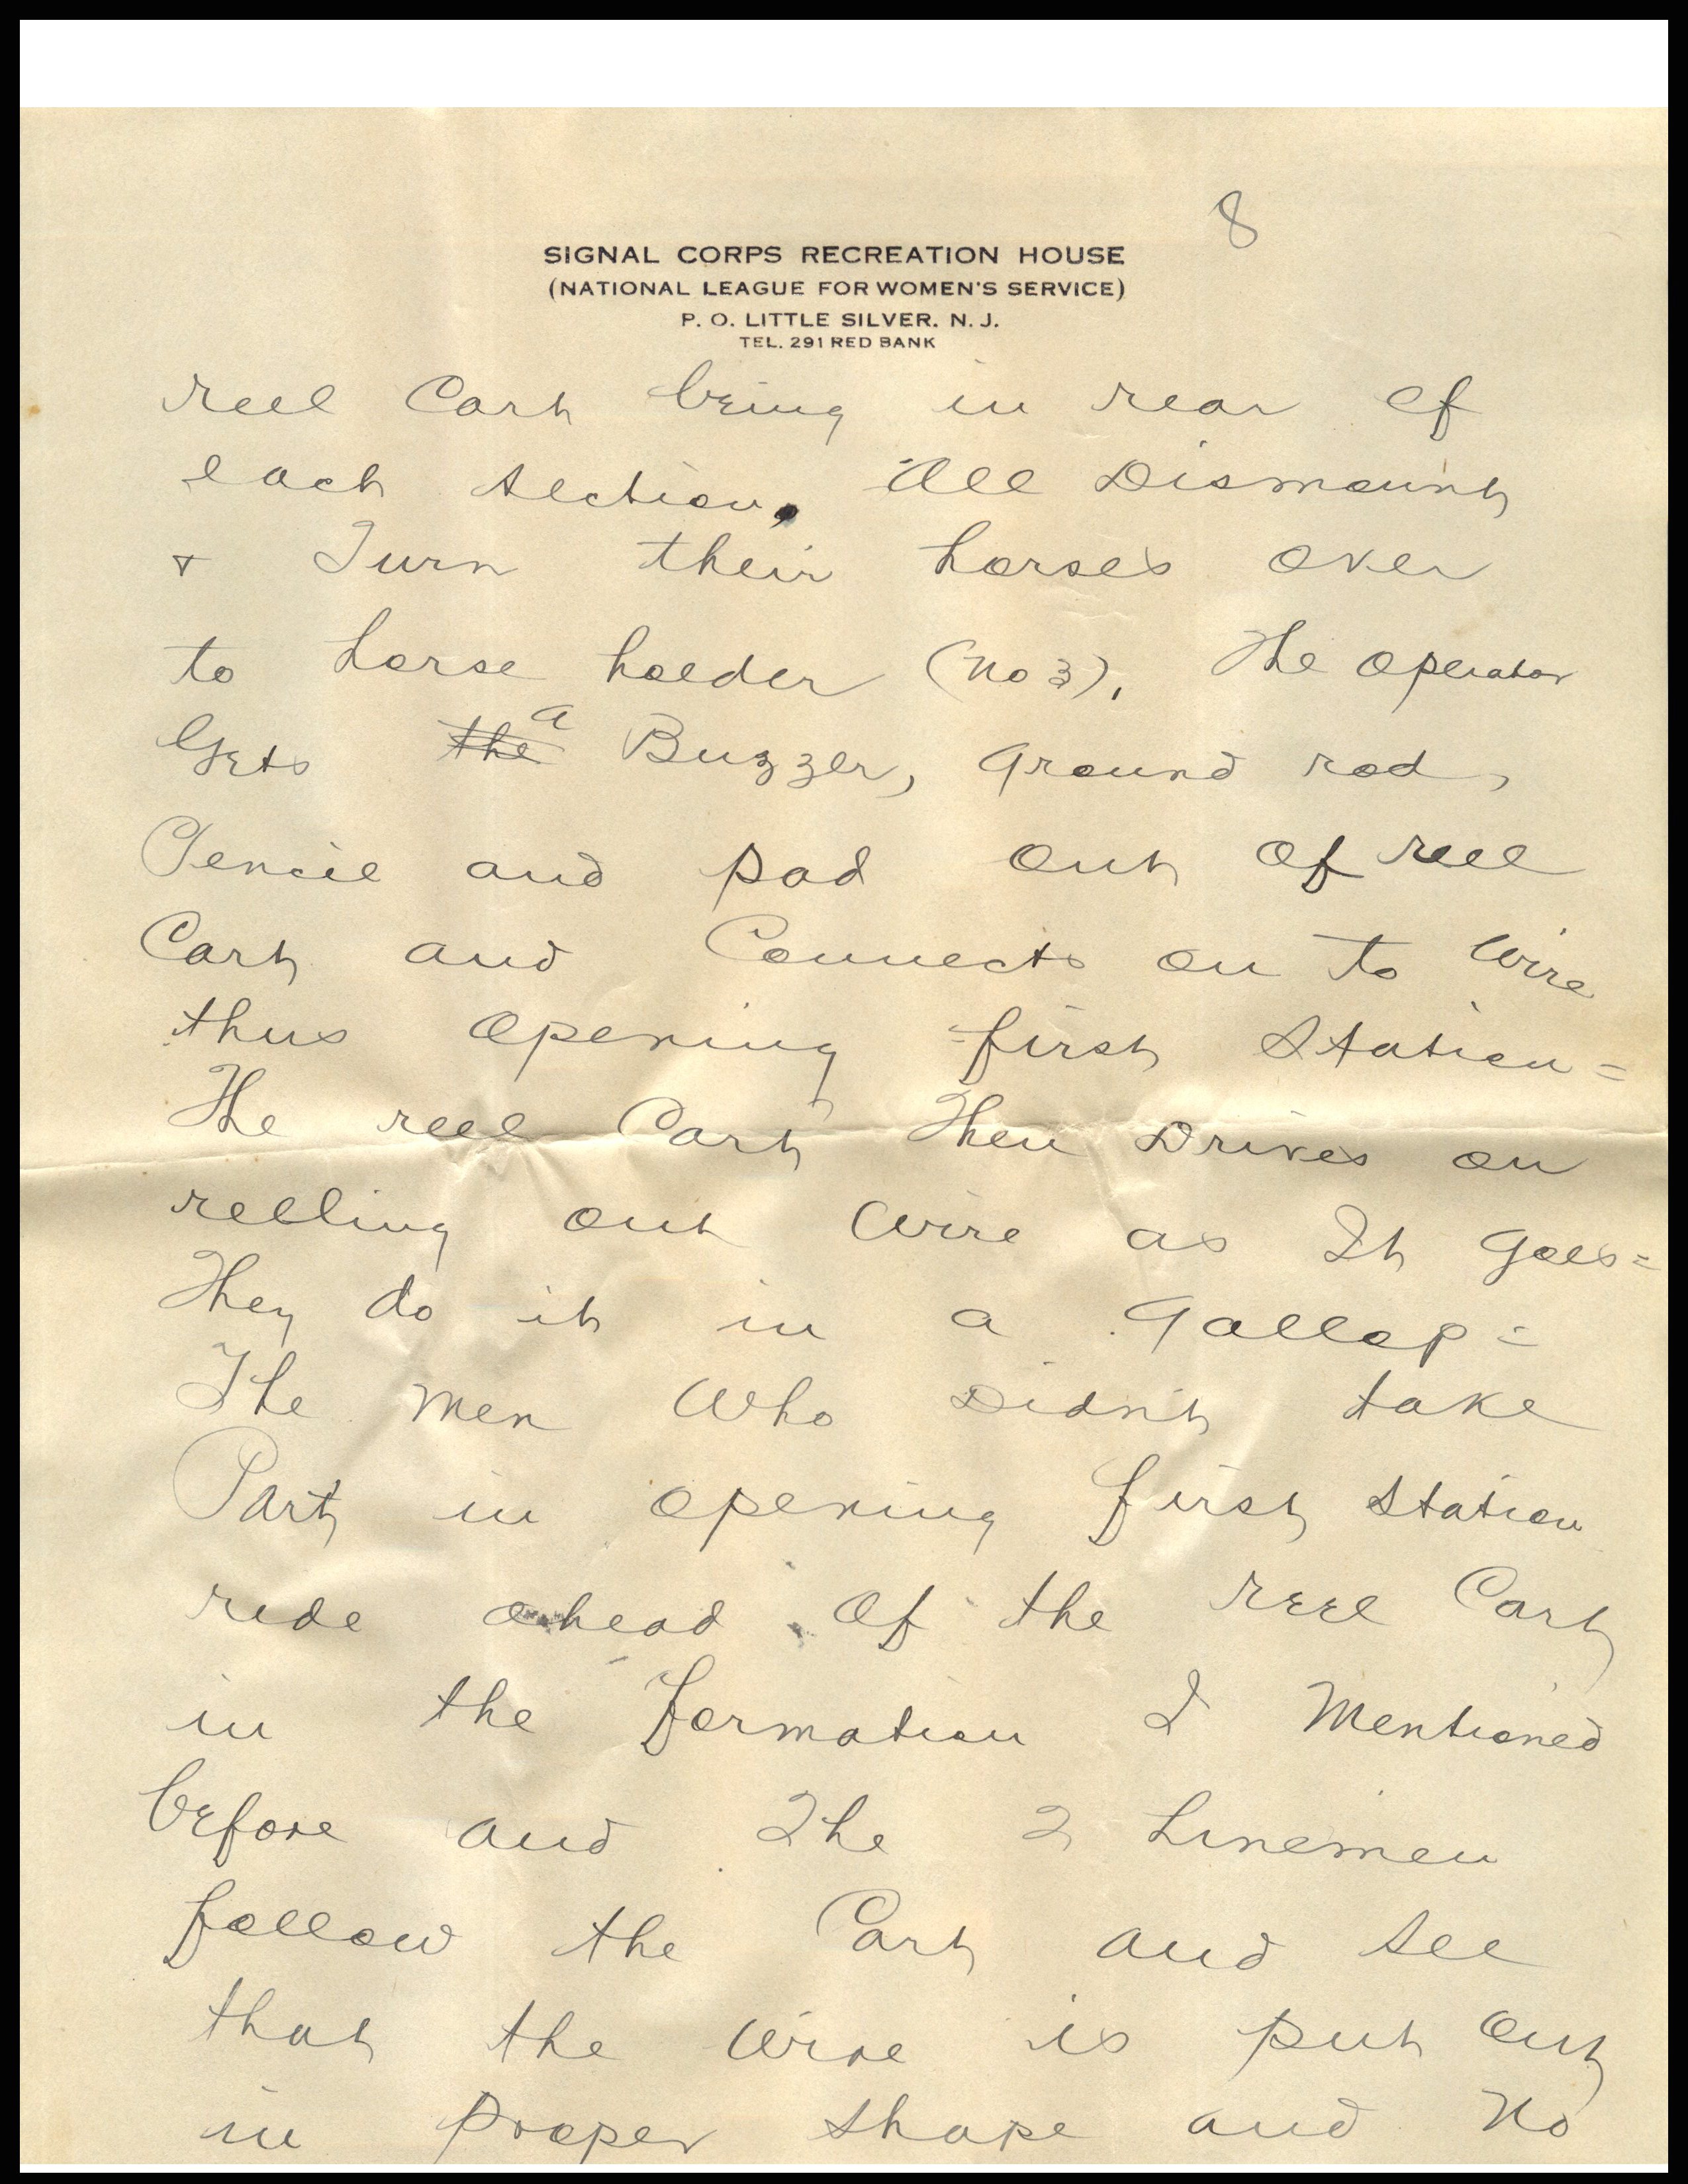 8
SIGNAL CORPS RECREATION HOUSE
(NATIONAL LEAGUE FOR WOMEN'S SERVICE)
P. O. LITTLE SILVER. N. J.
TEL. 291 RED BANK
reel Cart being in rear of
each section. All Dismount
+ Turn their horses over
to horse holder (No 3). The operator
Gets the a Buzzer, Ground rod,
Pencil and pad out of reel
Cart and Connects on to wire
thus opening first Station =
The reel Cart Then Drives on
reeling out wire as It goes =
They do it in a Gallop =
The men who Didn't take
Part in opening first station
ride ahead of the reel Cart
in the formation I Mentioned
before and The 2 Linemen
follow the Cart and see
that the wire is put out
in proper shape and No